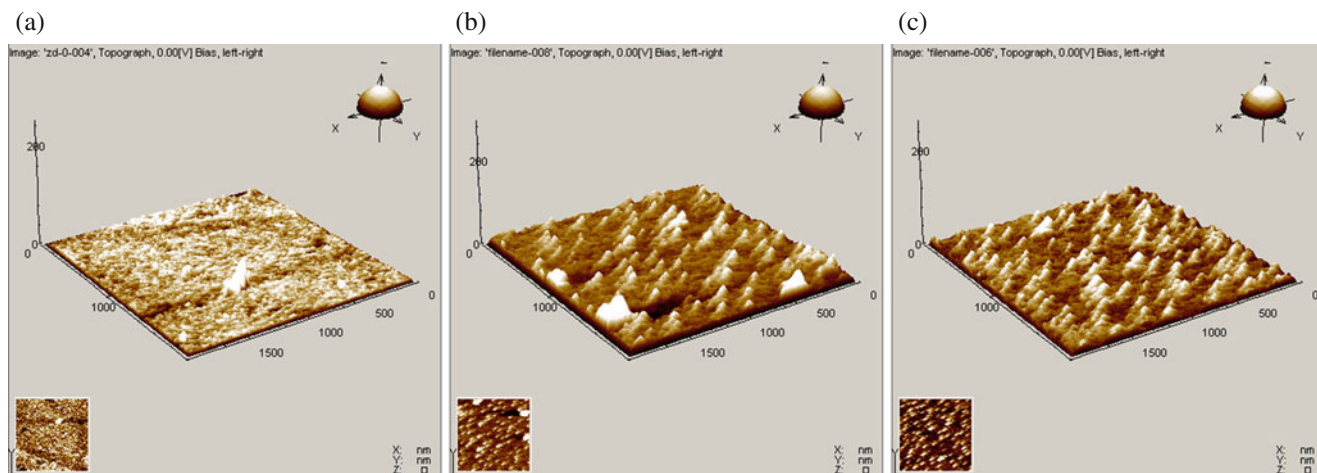 (a)
(b)
(c)
Image: 'zd-0-004', Topograph, 0.00[V] Bias, left-right
Image: 'filename-008', Topograph, 0.00[V] Bias, left-right
Image: 'filename-006', Topograph, 0.00[V] Bias, left-right
X
Y
200
0
1000
1500
1000
500
0
X: nm
Y: nm
Z:
X
Y
200
0
1000
1500
1000
500
0
X: nm
Y: nm
Z:
X
Y
200
0
1000
1500
1000
500
0
X: nm
Y: nm
Z: